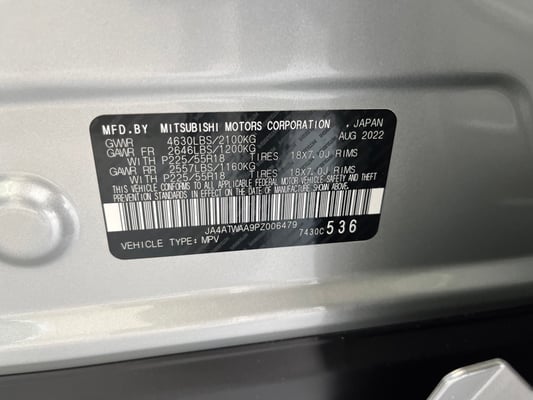 MFD.BY MITSUBISHI MOTORS CORPORATION , JAPAN
GVWR 4630LBS/2100KG AUG 2022
GAWR FR 2646LBS/1200KG
WITH P225/55R18 TIRES 18X7.0J RIMS
GAWR RR 2557LBS/1160KG
WITH P225/55R18 TIRES 18X7.0J RIMS
THIS VEHICLE CONFORMS TO ALL APPLICABLE FEDERAL MOTOR VEHICLE SAFETY AND THEFT
PREVENTION STANDARDS IN EFFECT ON THE DATE OF MANUFACTURE SHOWN ABOVE.
JA4ATWAA9PZ006479
7430C 536
VEHICLE TYPE: MPV